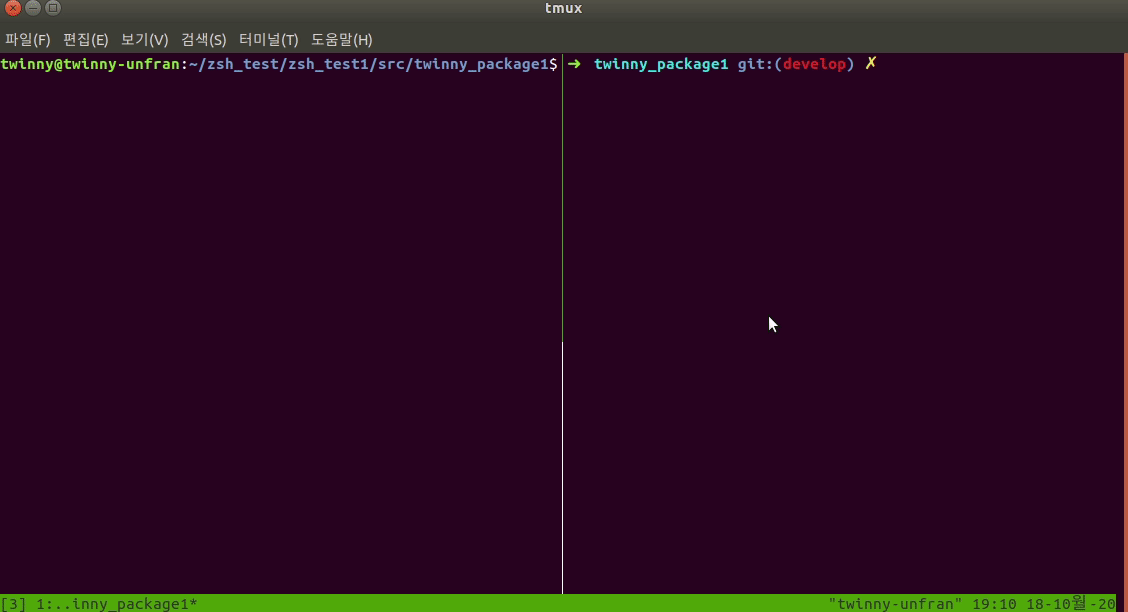 tmux
파일(F) 편집(E) 보기(V) 검색(S) 터미널(T) 도움말(H)
twinny@twinny-unfran:~/zsh_test/zsh_test1/src/twinny_package1$
➜ twinny_package1 git:(develop) ✗
[3] 1:..inny_package1* "twinny-unfran" 19:10 18-10월-20